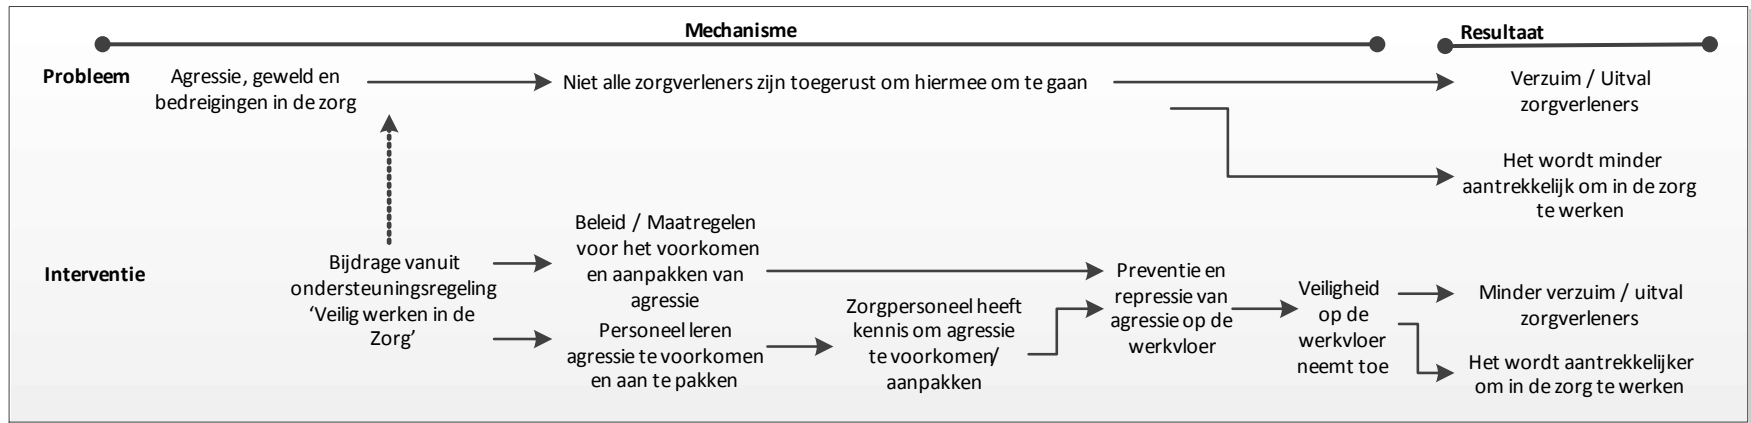 Mechanisme
Resultaat
Probleem
Agressie, geweld en
bedreigingen in de zorg
Niet alle zorgverleners zijn toegerust om hiermee om te gaan
Verzuim / Uitval
zorgverleners
Het wordt minder
aantrekkelijk om in de zorg
te werken
Interventie
Bijdrage vanuit
ondersteuningsregeling
‘Veilig werken in de
Zorg’
Beleid / Maatregelen
voor het voorkomen
en aanpakken van
agressie
Personeel leren
agressie te voorkomen
en aan te pakken
Zorgpersoneel heeft
kennis om agressie
te voorkomen/
aanpakken
Preventie en
repressie van
agressie op de
werkvloer
Veiligheid
op de
werkvloer
neemt toe
Minder verzuim / uitval
zorgverleners
Het wordt aantrekkelijker
om in de zorg te werken